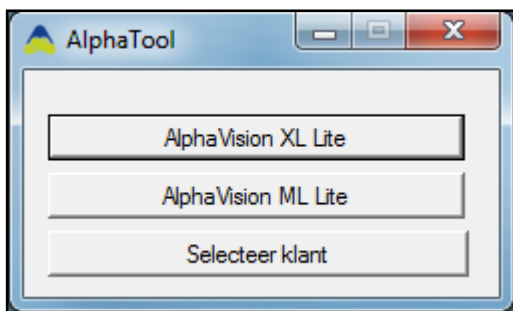 AlphaTool
AlphaVision XL Lite
AlphaVision ML Lite
Selecteer klant